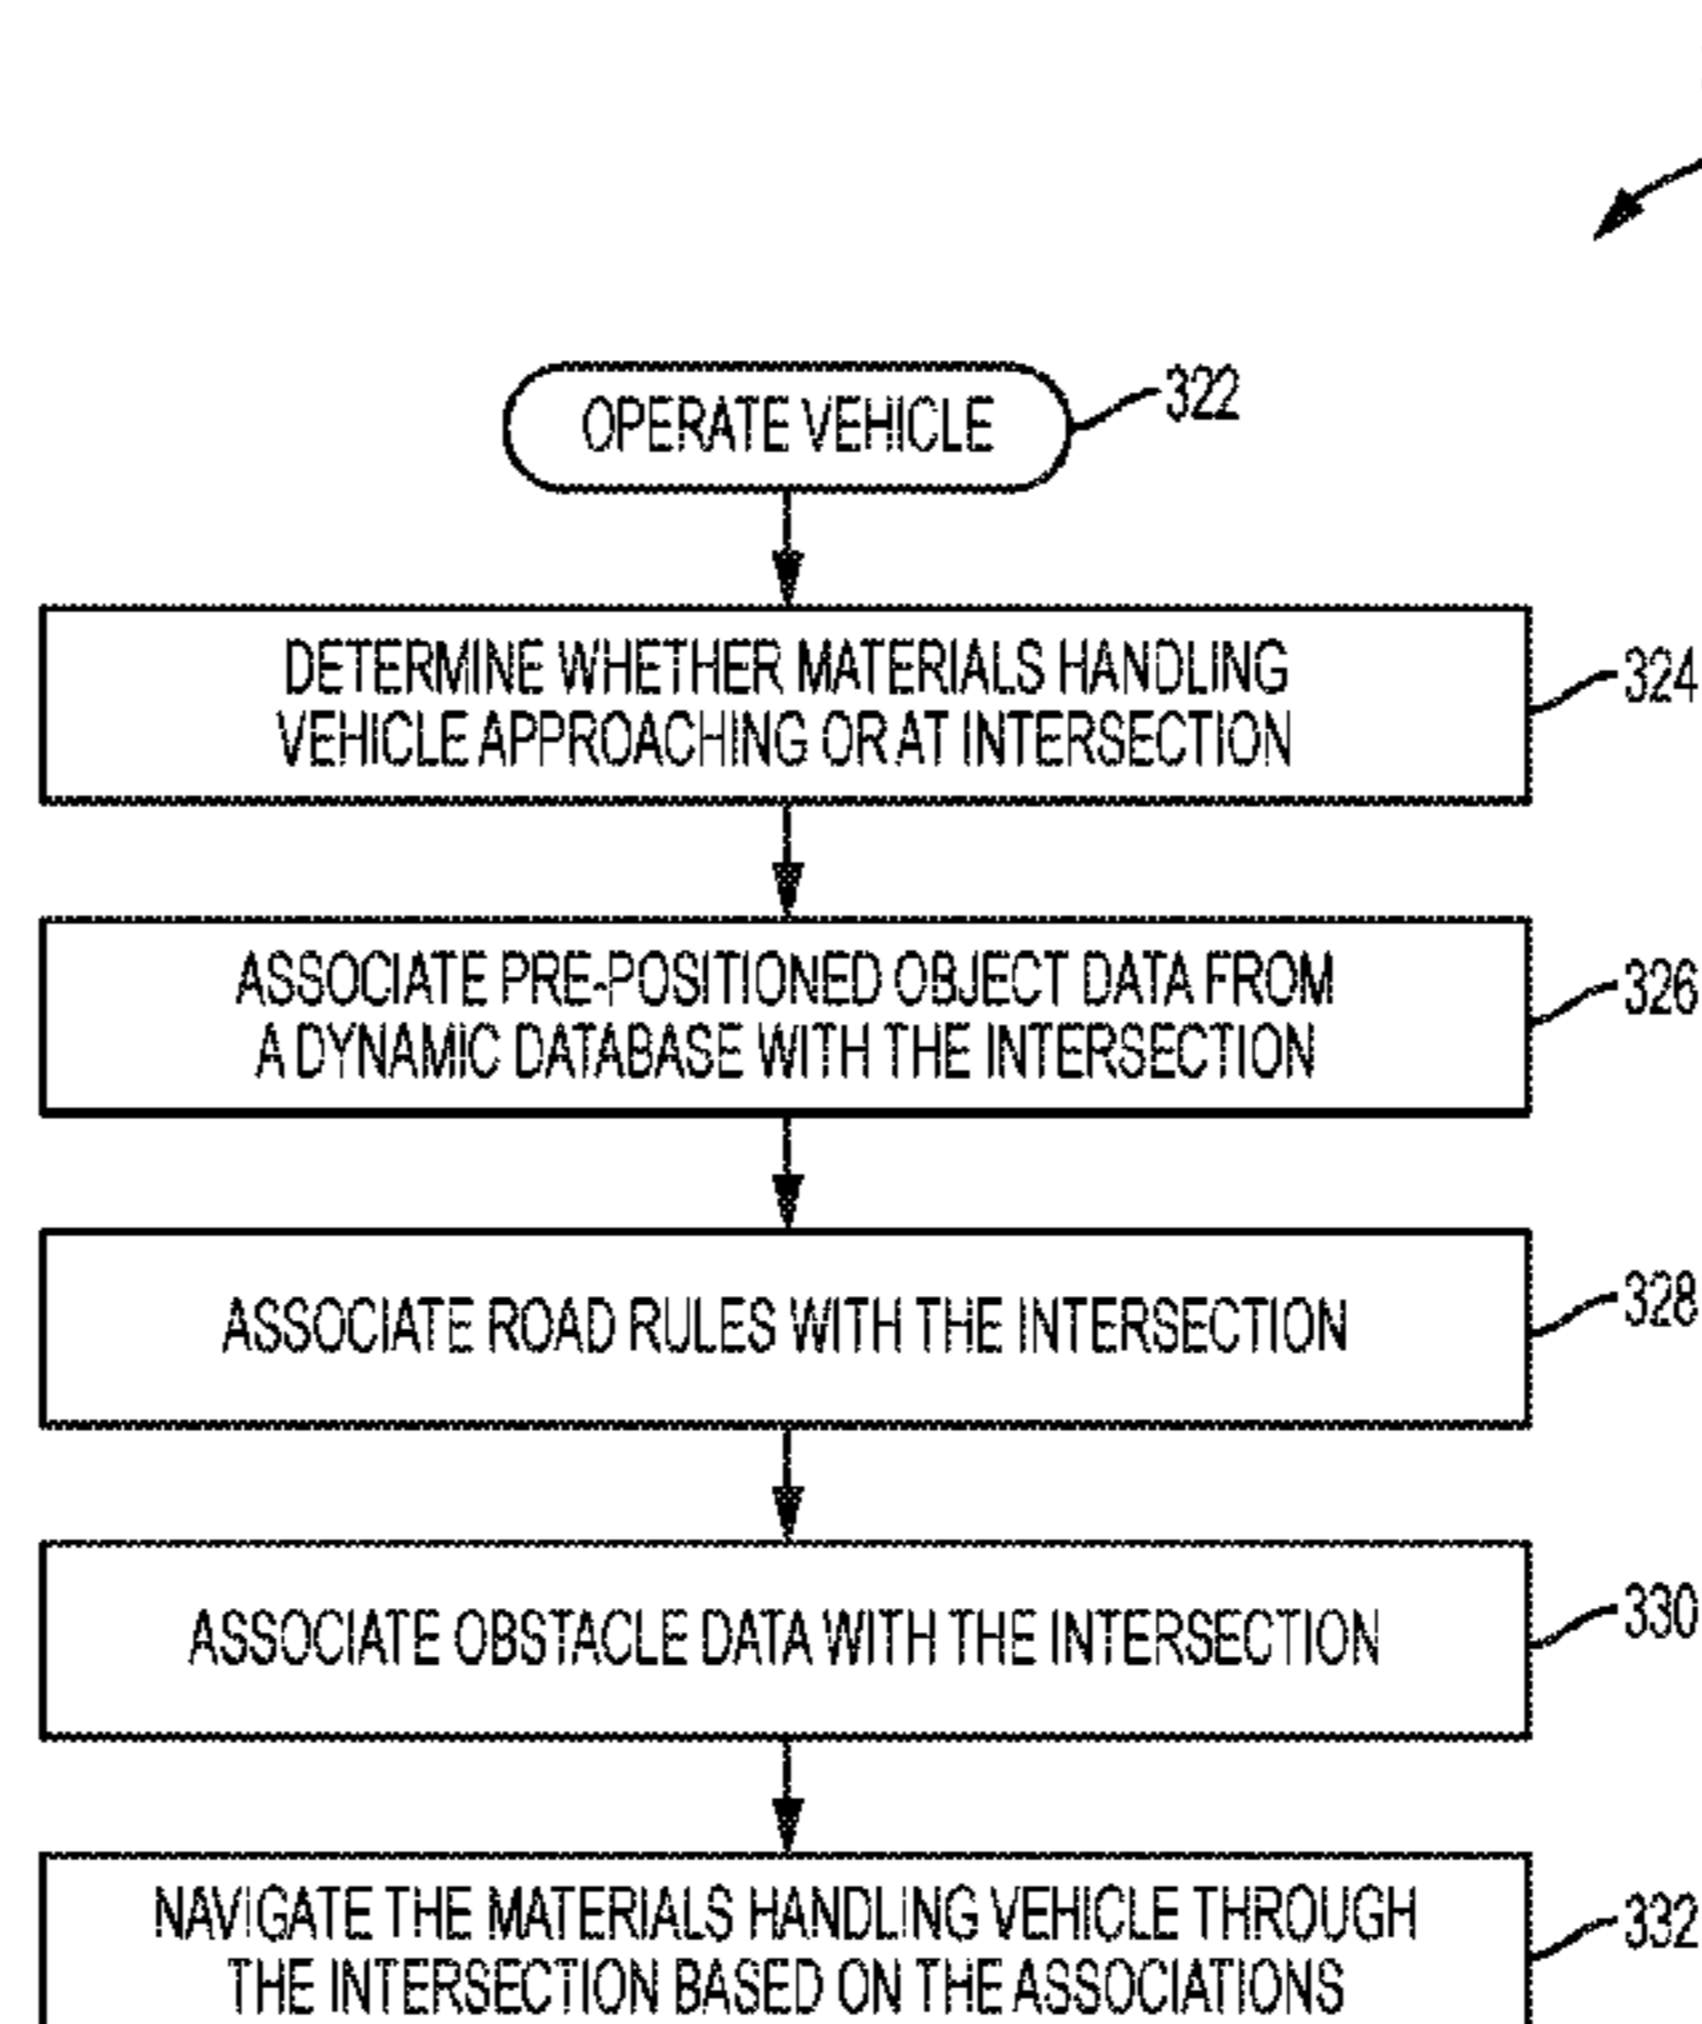 OPERATE VEHICLE
322
DETERMINE WHETHER MATERIALS HANDLING
VEHICLE APPROACHING OR AT INTERSECTION
324
ASSOCIATE PRE-POSITIONED OBJECT DATA FROM
A DYNAMIC DATABASE WITH THE INTERSECTION
326
ASSOCIATE ROAD RULES WITH THE INTERSECTION
328
ASSOCIATE OBSTACLE DATA WITH THE INTERSECTION
330
NAVIGATE THE MATERIALS HANDLING VEHICLE THROUGH
THE INTERSECTION BASED ON THE ASSOCIATIONS
332